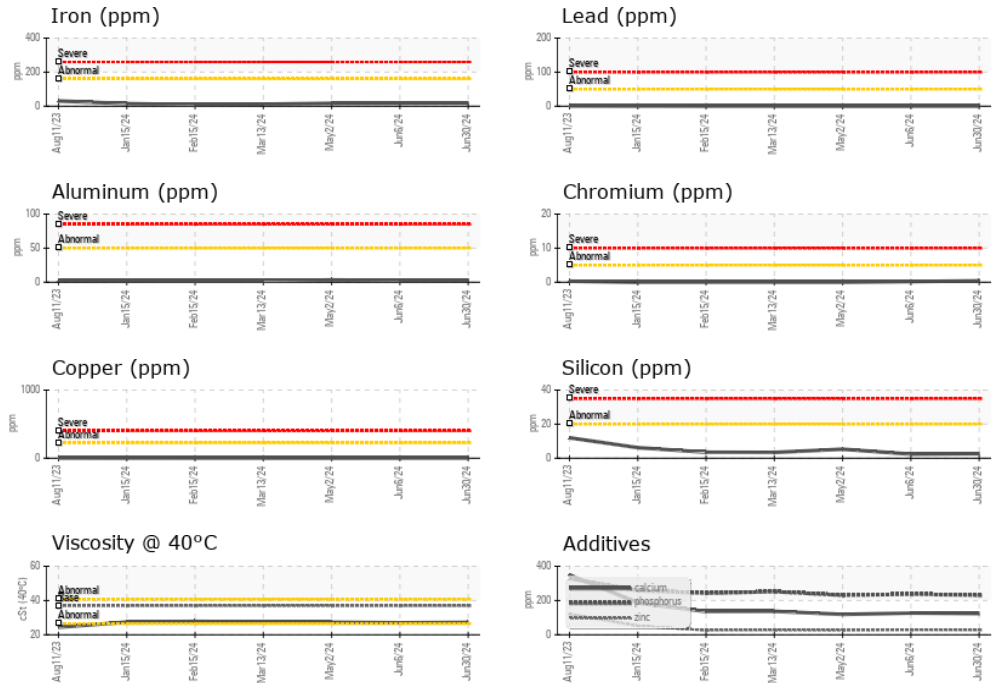 Iron (ppm)
400
Severe
200
Abnormal
0
ppm
Aug11/23
Jan15/24
Feb15/24
Mar13/24
May2/24
Jun6/24
Jun30/24
Lead (ppm)
200
Severe
100
Abnormal
0
ppm
Aug11/23
Jan15/24
Feb15/24
Mar13/24
May2/24
Jun6/24
Jun30/24
Aluminum (ppm)
100
Severe
50
Abnormal
0
ppm
Aug11/23
Jan15/24
Feb15/24
Mar13/24
May2/24
Jun6/24
Jun30/24
Chromium (ppm)
20
10
Severe
Abnormal
0
ppm
Aug11/23
Jan15/24
Feb15/24
Mar13/24
May2/24
Jun6/24
Jun30/24
Copper (ppm)
1000
Severe
Abnormal
0
ppm
Aug11/23
Jan15/24
Feb15/24
Mar13/24
May2/24
Jun6/24
Jun30/24
Silicon (ppm)
40
Severe
20
Abnormal
0
ppm
Aug11/23
Jan15/24
Feb15/24
Mar13/24
May2/24
Jun6/24
Jun30/24
Viscosity @ 40°C
60
Abnormal
40
Base
Abnormal
20
cSt (40°C)
Aug11/23
Jan15/24
Feb15/24
Mar13/24
May2/24
Jun6/24
Jun30/24
Additives
400
calcium
200
phosphorus
zinc
0
ppm
Aug11/23
Jan15/24
Feb15/24
Mar13/24
May2/24
Jun6/24
Jun30/24